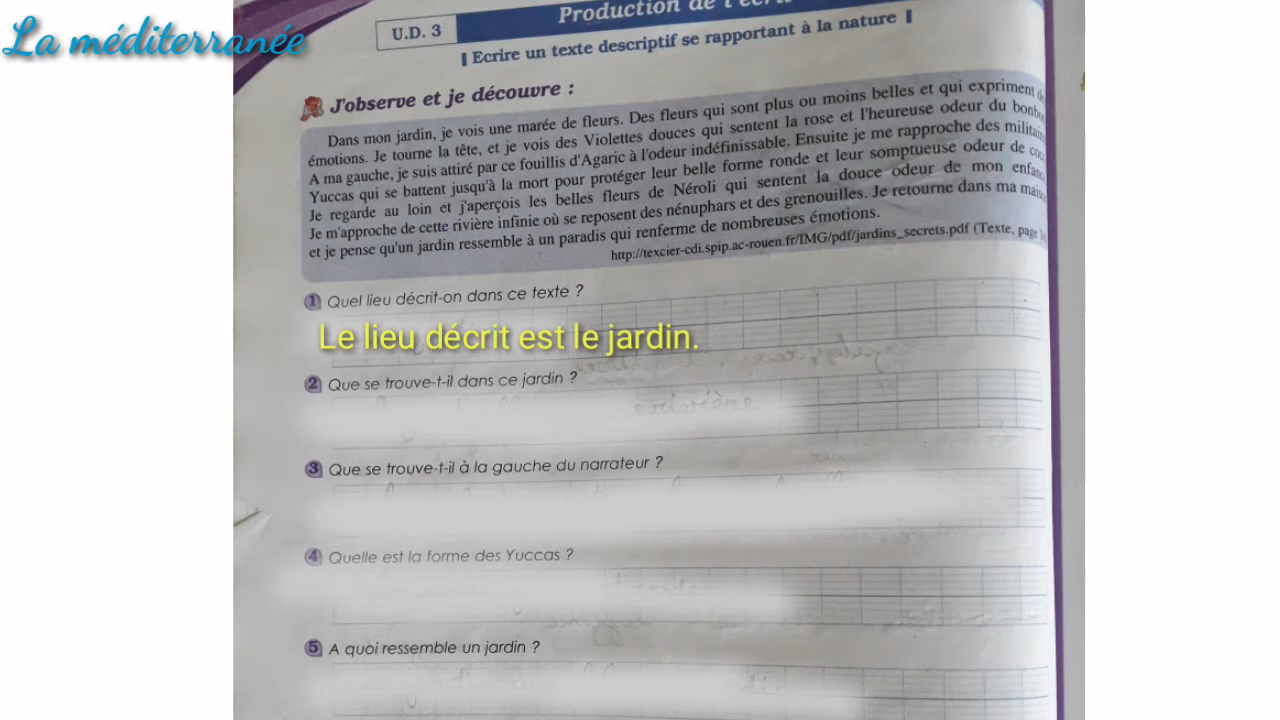 La méditerranée
U.D. 3
Production de l'écrit
Ecrire un texte descriptif se rapportant à la nature
J'observe et je découvre :
Dans mon jardin, je vois une marée de fleurs. Des fleurs qui sont plus ou moins belles et qui expriment
émotions. Je tourne la tête, et je vois des Violettes douces qui sentent la rose et l'heureuse odeur du
A ma gauche, je suis attiré par ce fouillis d'Agaric à l'odeur indéfinissable. Ensuite je me rapproche des
Yuccas qui se battent jusqu'à la mort pour protéger leur belle forme ronde et leur somptueuse odeur de
Je regarde au loin et j'aperçois les belles fleurs de Néroli qui sentent la douce odeur de mon
Je m'approche de cette rivière infinie où se reposent des nénuphars et des grenouilles. Je retourne dans ma
et je pense qu'un jardin ressemble à un paradis qui renferme de nombreuses émotions.
http://texcier-cdi.spip.ac-rouen.fr/IMG/pdf/jardins_secrets.pdf (Texte, page
1 Quel lieu décrit-on dans ce texte ?
Le lieu décrit est le jardin.
2 Que se trouve-t-il dans ce jardin ?
3 Que se trouve-t-il à la gauche du narrateur ?
4 Quelle est la forme des Yuccas ?
5 A quoi ressemble un jardin ?